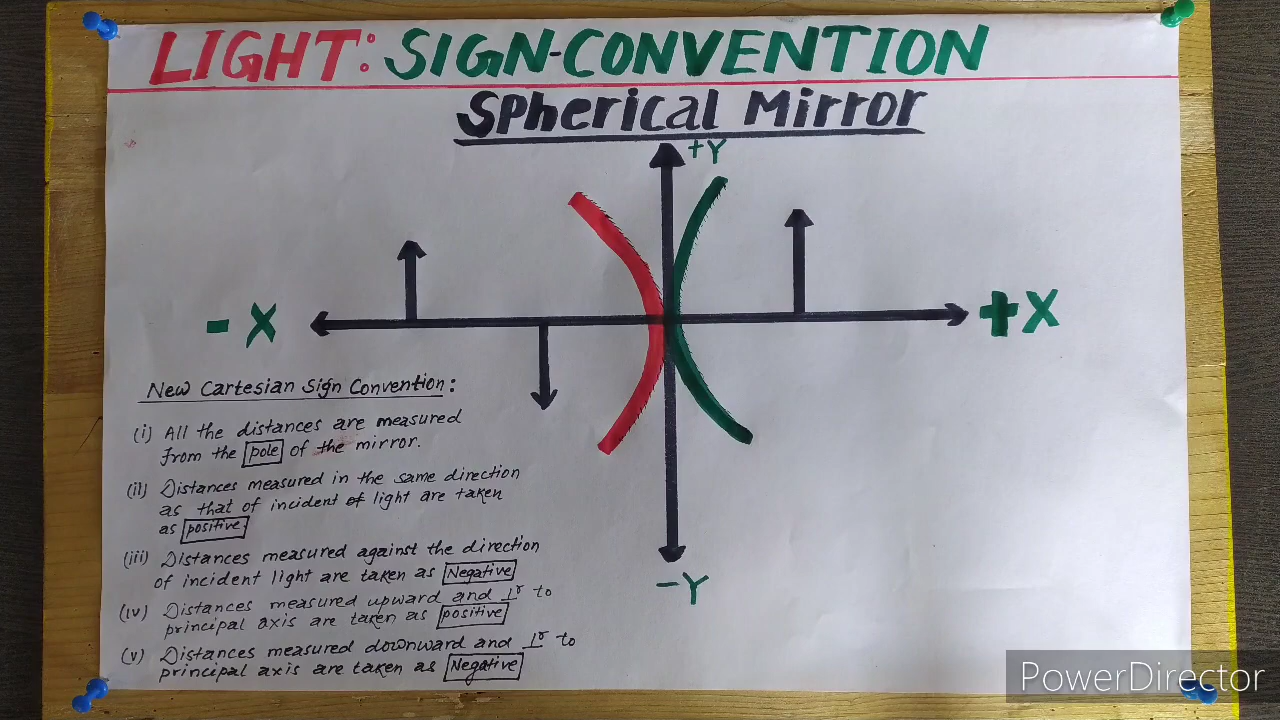 LIGHT: SIGN-CONVENTION
Spherical Mirror
+Y
- X
+X
New Cartesian Sign Convention:
(i) All the distances are measured
from the pole of the mirror.
(ii) Distances measured in the same direction
as that of incident of light are taken
as positive
(iii) Distances measured against the direction
of incident light are taken as Negative
(iv) Distances measured upward and ⊥r to
principal axis are taken as positive
(v) Distances measured downward and ⊥r to
principal axis are taken as Negative
-Y
PowerDirector